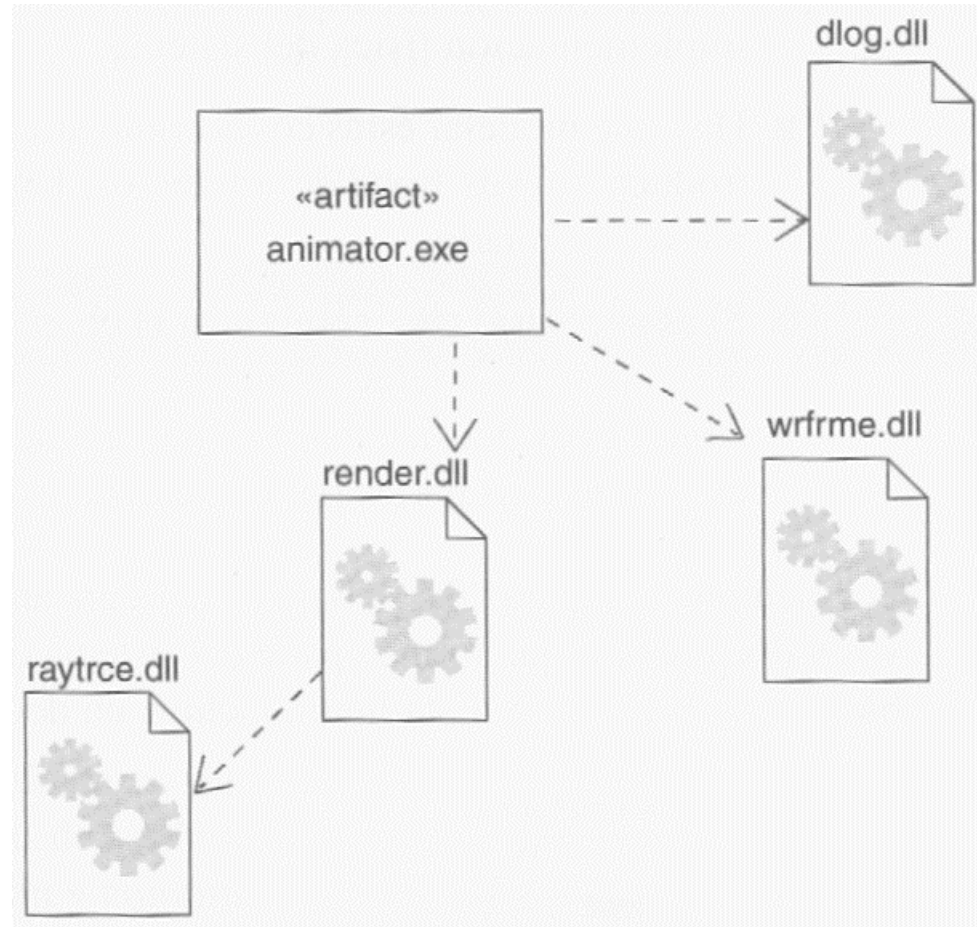 dlog.dll
«artifact»
animator.exe
wrfrme.dll
render.dll
raytrce.dll